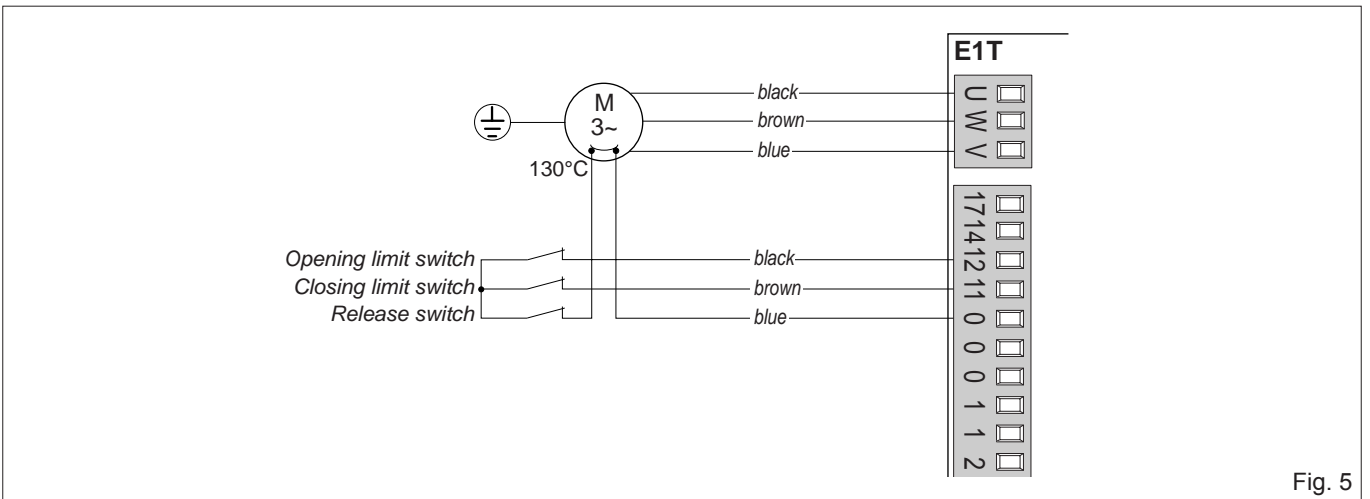 E1T
black
U
M
3~
brown
W
blue
V
130°C
17
14
Opening limit switch
black
12
Closing limit switch
brown
11
Release switch
blue
0
0
0
1
1
2
Fig. 5